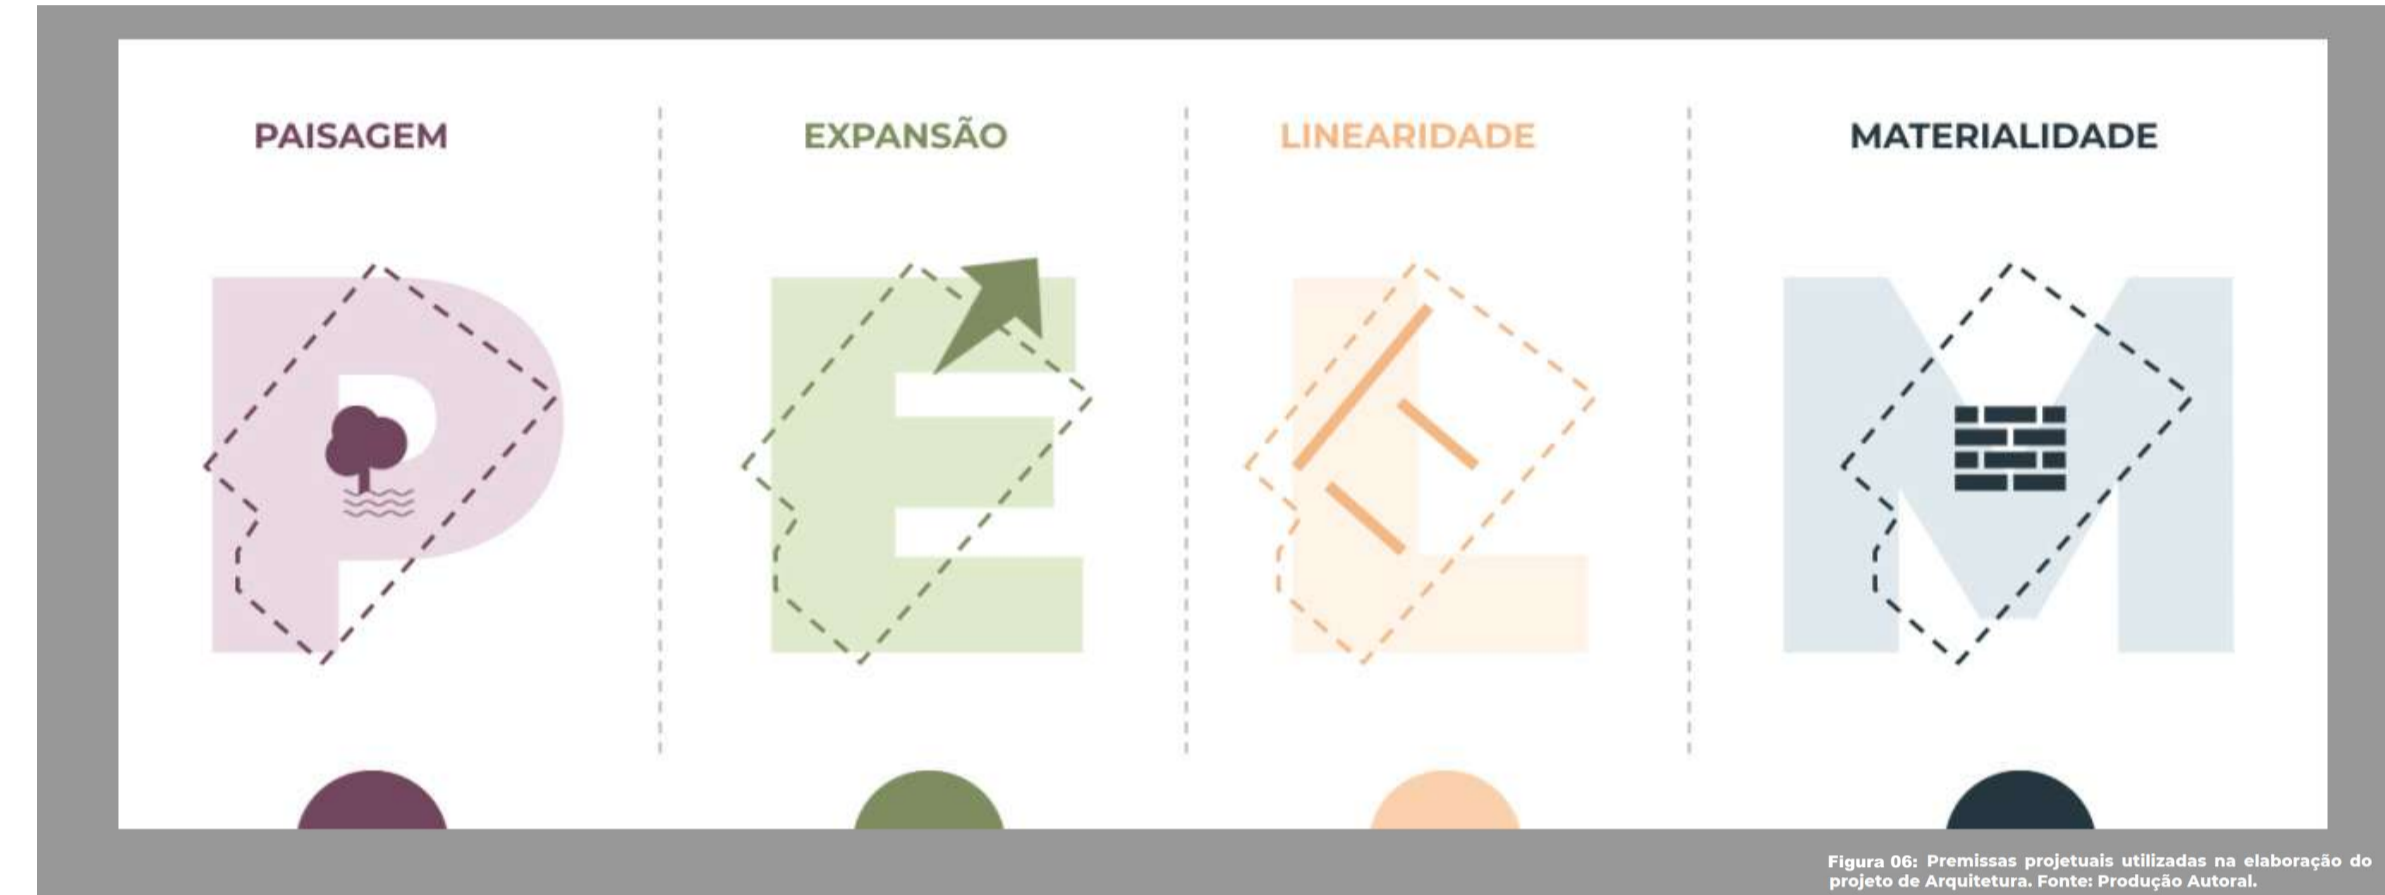 PAISAGEM
EXPANSÃO
LINEARIDADE
MATERIALIDADE
P
E
L
M
Figura 06: Premissas projetuais utilizadas na elaboração do
projeto de Arquitetura. Fonte: Produção Autoral.